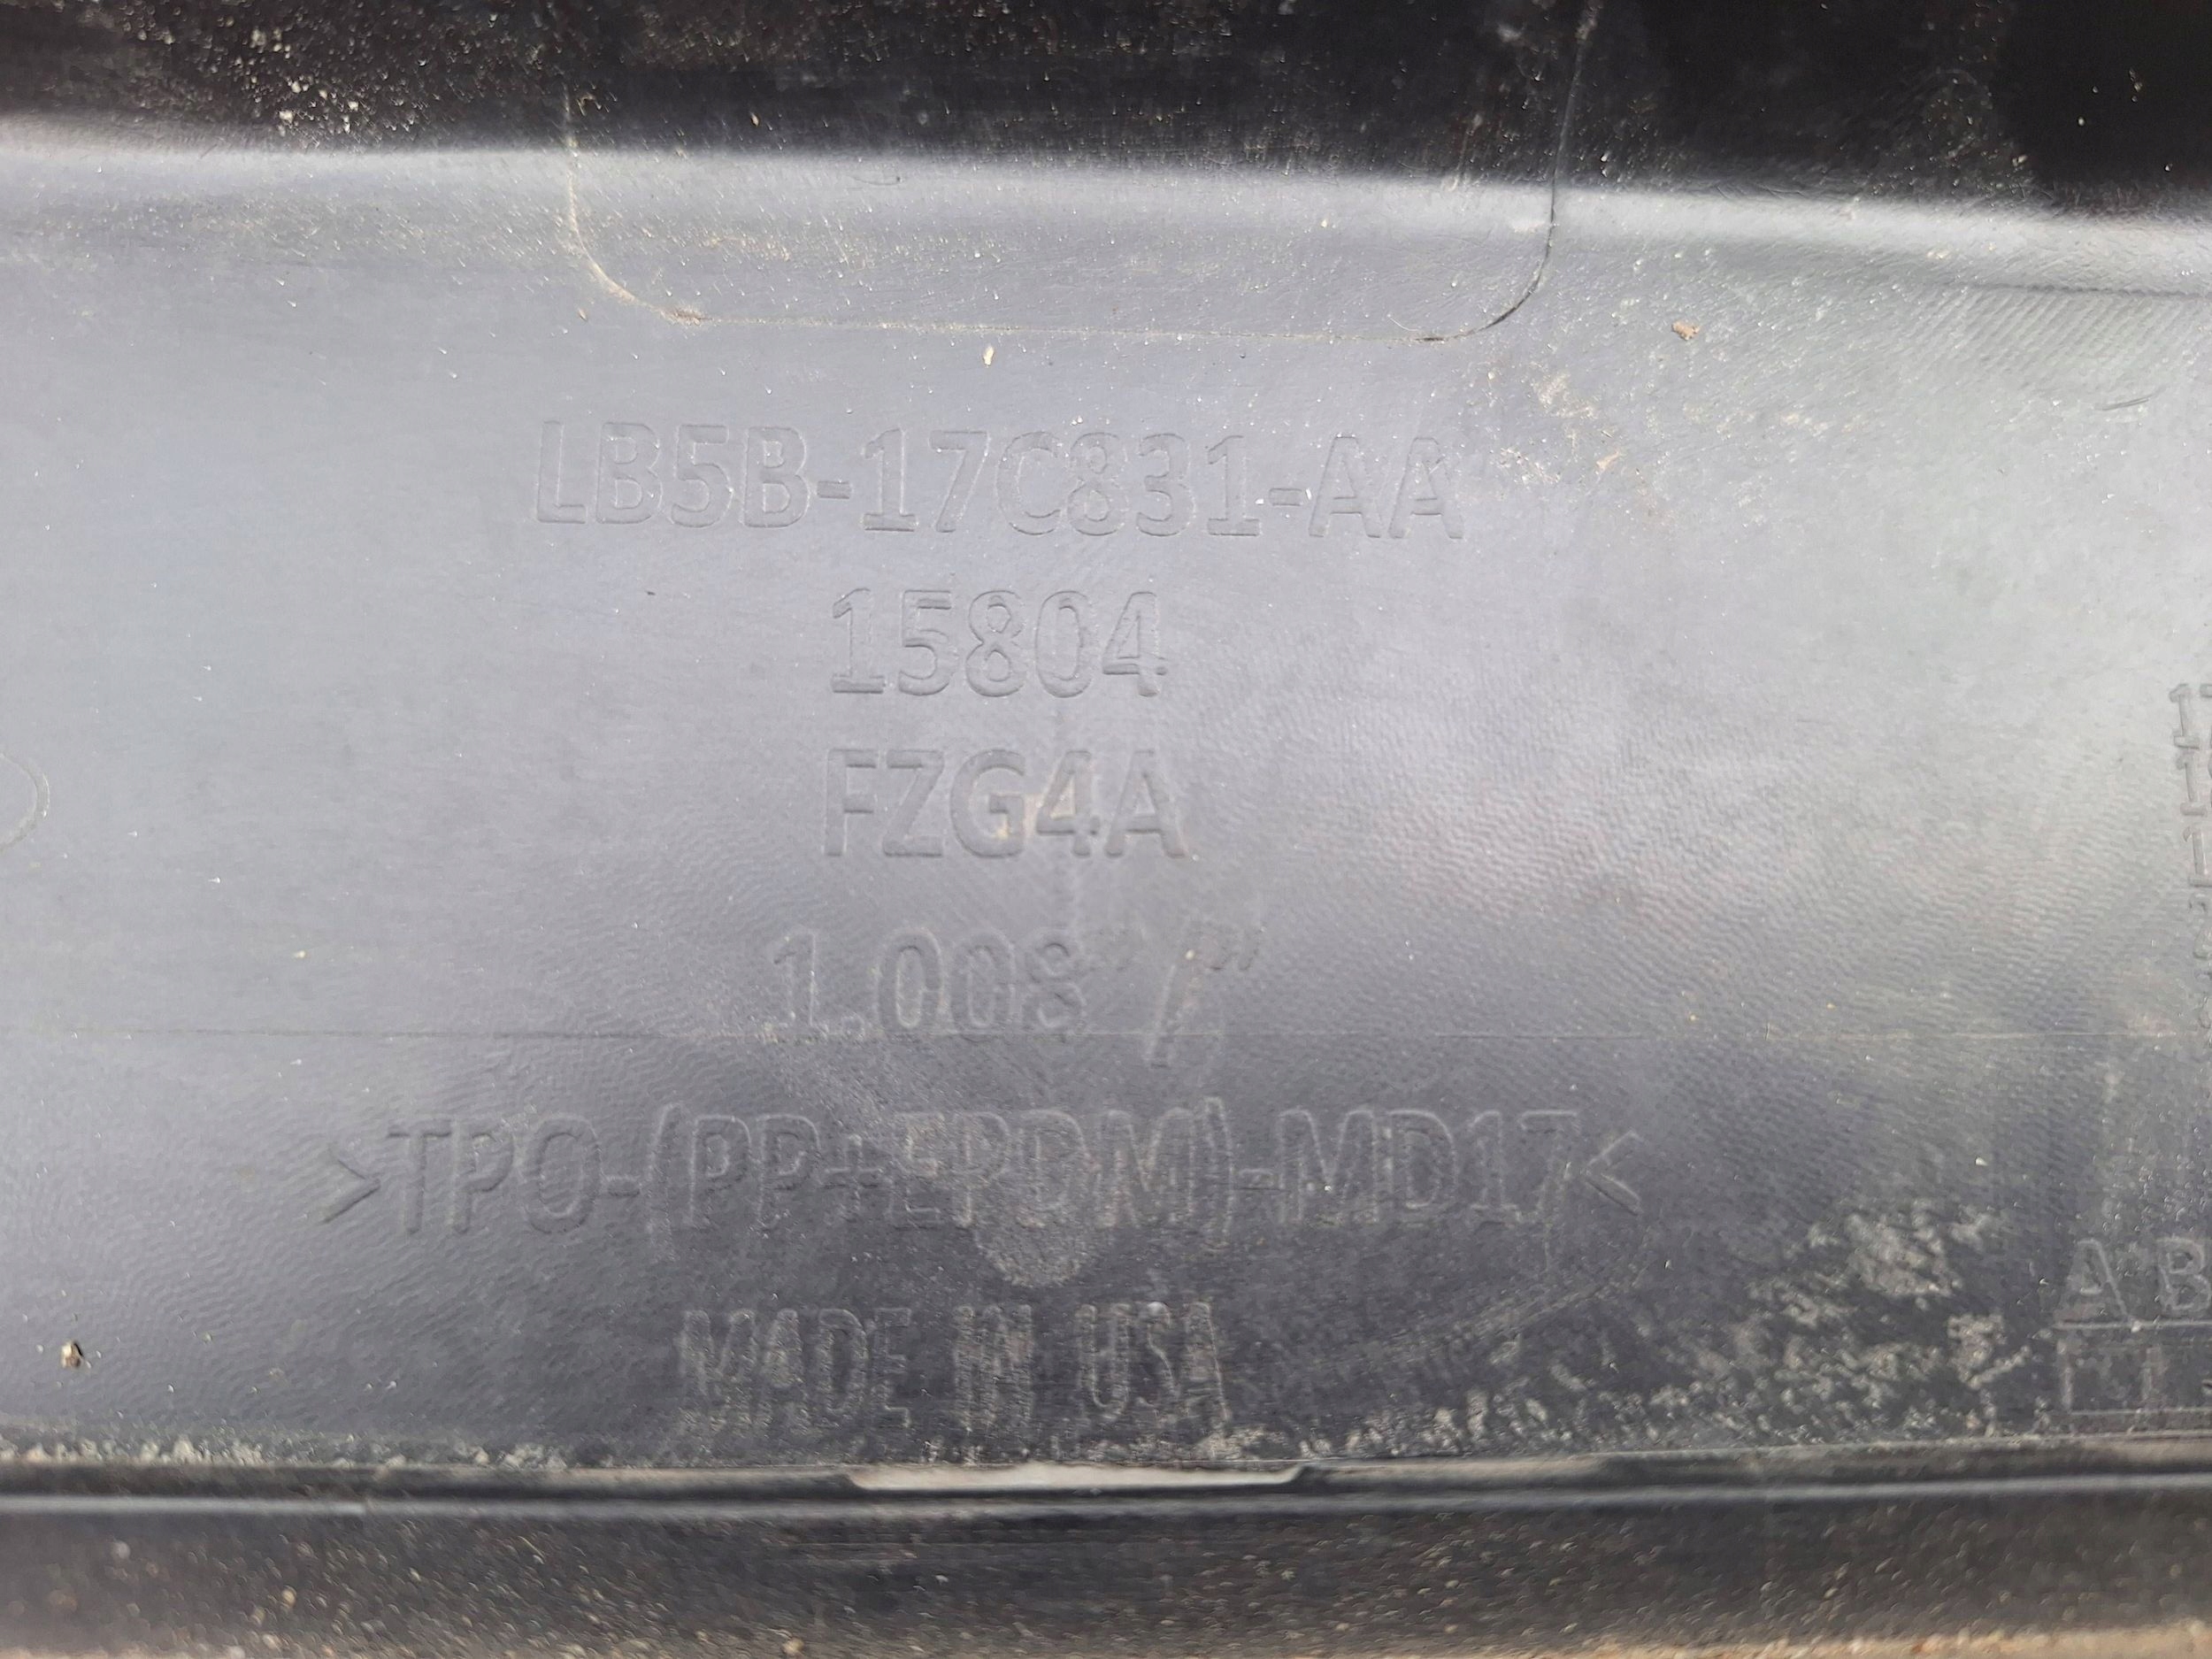 LB5B-17C831-AA
15804
FZG4A
1.008"/"
>TPO-(PP+EPDM)-MD17<
MADE IN USA
A B